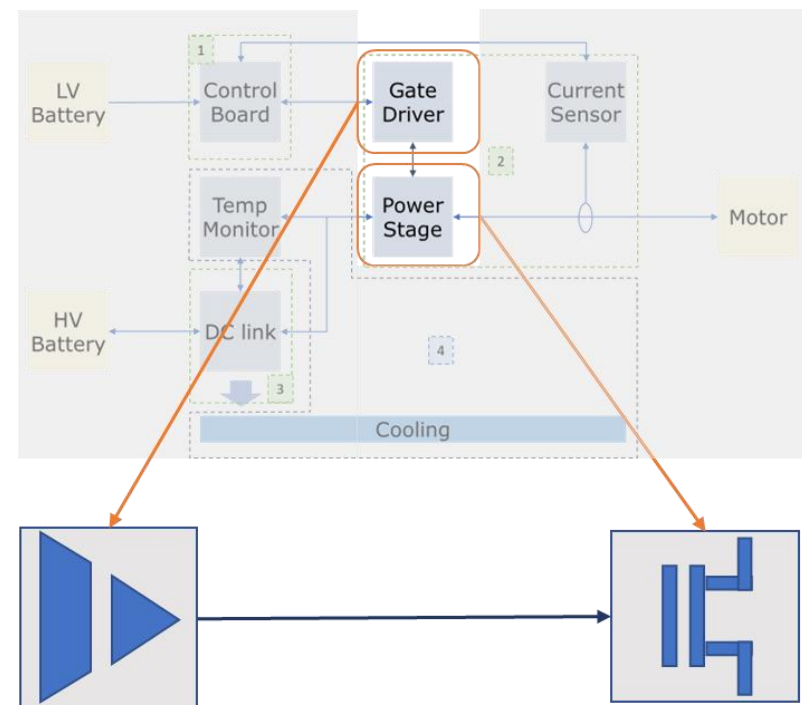 1
LV
Battery
Control
Board
Gate
Driver
Current
Sensor
2
Temp
Monitor
Power
Stage
Motor
HV
Battery
DC link
4
3
Cooling